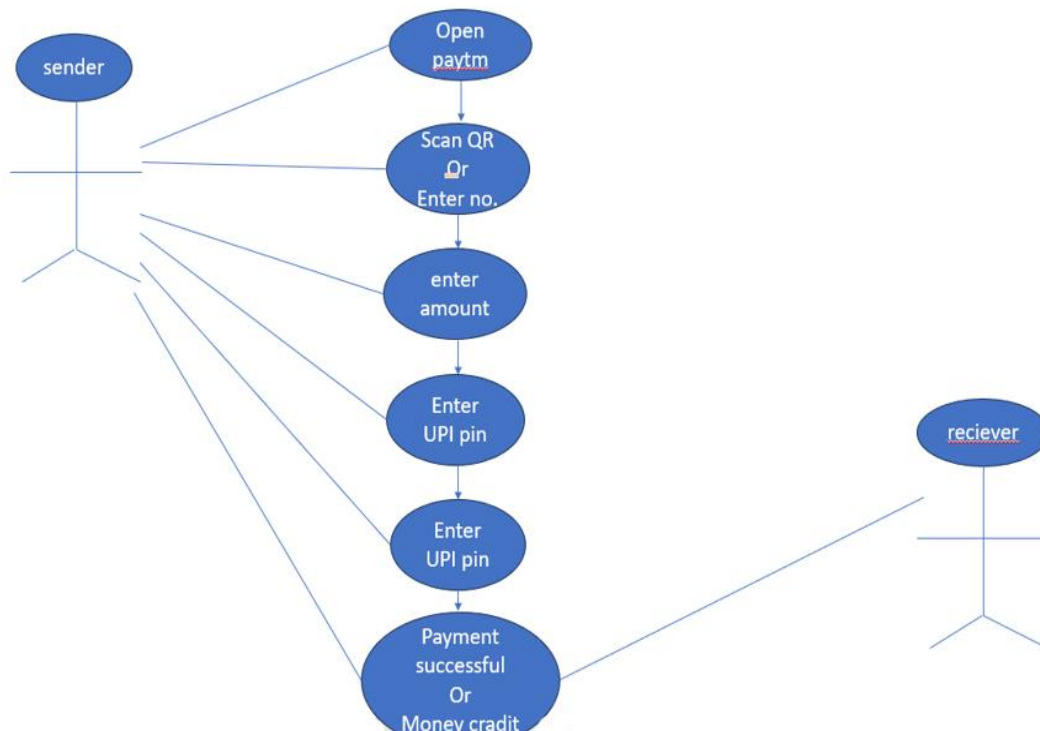 Open
paytm
sender
Scan QR
Or
Enter no.
enter
amount
Enter
UPI pin
reciever
Enter
UPI pin
Payment
successful
Or
Money cradit